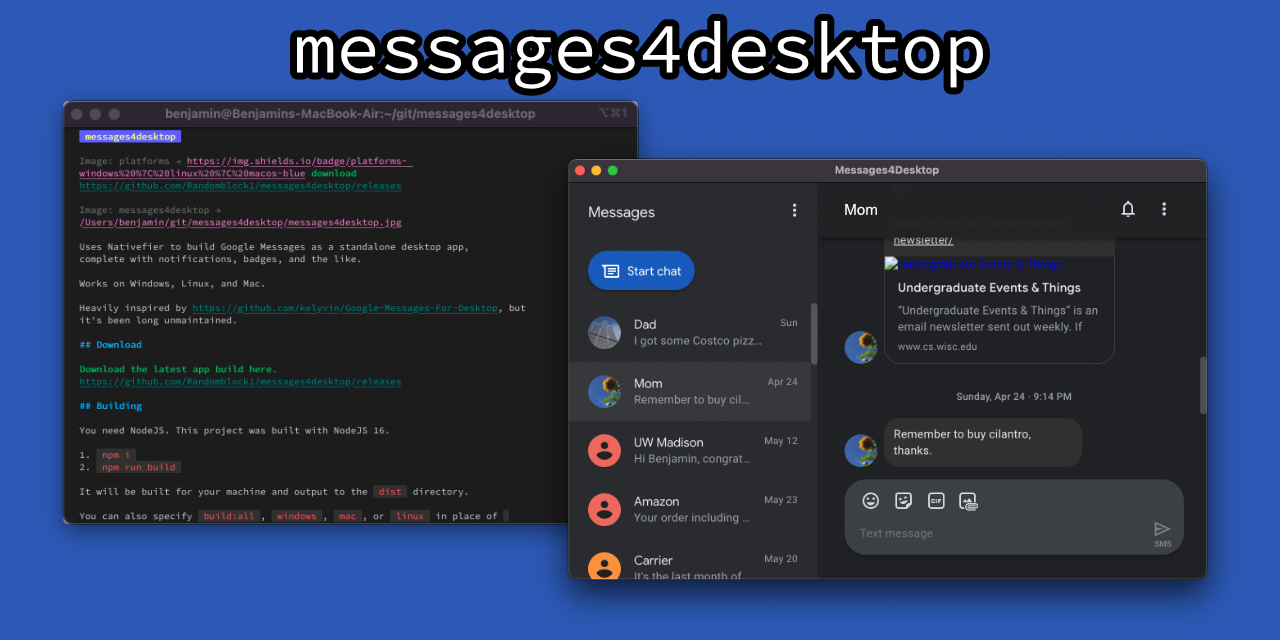 messages4desktop
benjamin@Benjamins-MacBook-Air:~/git/messages4desktop
⌥⌘1
messages4desktop
Image: platforms → https://img.shields.io/badge/platforms-
windows%20%7C%20linux%20%7C%20macos-blue download
https://github.com/Randomblock1/messages4desktop/releases
Image: messages4desktop →
/Users/benjamin/git/messages4desktop/messages4desktop.jpg
Uses Nativefier to build Google Messages as a standalone desktop app,
complete with notifications, badges, and the like.
Works on Windows, Linux, and Mac.
Heavily inspired by https://github.com/kelyvin/Google-Messages-For-Desktop, but
it's been long unmaintained.
## Download
Download the latest app build here.
https://github.com/Randomblock1/messages4desktop/releases
## Building
You need NodeJS. This project was built with NodeJS 16.
1. npm i
2. npm run build
It will be built for your machine and output to the dist directory.
You can also specify build:all, windows, mac, or linux in place of
Messages4Desktop
Messages
Start chat
Dad
Sun
I got some Costco pizz...
Mom
Apr 24
Remember to buy cil...
UW Madison
May 12
Hi Benjamin, congrat...
Amazon
May 23
Your order including ...
Carrier
May 20
It's the last month of
Mom
newsletter/
Undergraduate Events & Things
Undergraduate Events & Things
"Undergraduate Events & Things" is an
email newsletter sent out weekly. If
www.cs.wisc.edu
Sunday, Apr 24 · 9:14 PM
Remember to buy cilantro,
thanks.
GIF
Text message
SMS